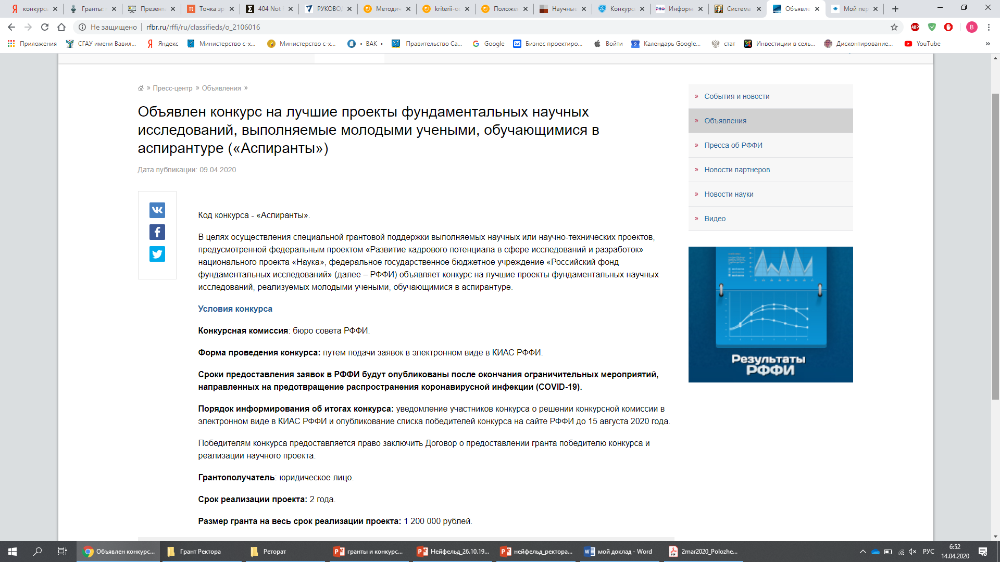 конкурсы
Гранты: г
Презента
Точка зр
404 Not
РУКОВО
Методич
kriterii-oc
Положен
Научные
Конкурс
Информ
Система
Объявле
Мой пер
Не защищено
rfbr.ru/rffi/ru/classifieds/o_2106016
Приложения
СГАУ имени Вавил...
Яндекс
Министерство с-х...
Министерство с-х...
• ВАК •
Правительство Са...
Google
Бизнес проектиро...
Войти
Календарь Google...
стат
Инвестиции в сель...
Дисконтирование...
YouTube
» Пресс-центр » Объявления »
Объявлен конкурс на лучшие проекты фундаментальных научных
исследований, выполняемые молодыми учеными, обучающимися в
аспирантуре («Аспиранты»)
Дата публикации: 09.04.2020
Код конкурса - «Аспиранты».
В целях осуществления специальной грантовой поддержки выполняемых научных или научно-технических проектов,
предусмотренной федеральным проектом «Развитие кадрового потенциала в сфере исследований и разработок»
национального проекта «Наука», федеральное государственное бюджетное учреждение «Российский фонд
фундаментальных исследований» (далее – РФФИ) объявляет конкурс на лучшие проекты фундаментальных научных
исследований, реализуемых молодыми учеными, обучающимися в аспирантуре.
Условия конкурса
Конкурсная комиссия: бюро совета РФФИ.
Форма проведения конкурса: путем подачи заявок в электронном виде в КИАС РФФИ.
Сроки предоставления заявок в РФФИ будут опубликованы после окончания ограничительных мероприятий,
направленных на предотвращение распространения коронавирусной инфекции (COVID-19).
Порядок информирования об итогах конкурса: уведомление участников конкурса о решении конкурсной комиссии в
электронном виде в КИАС РФФИ и опубликование списка победителей конкурса на сайте РФФИ до 15 августа 2020 года.
Победителям конкурса предоставляется право заключить Договор о предоставлении гранта победителю конкурса и
реализации научного проекта.
Грантополучатель: юридическое лицо.
Срок реализации проекта: 2 года.
Размер гранта на весь срок реализации проекта: 1 200 000 рублей.
» События и новости
» Объявления
» Пресса об РФФИ
» Новости партнеров
» Новости науки
» Видео
Результаты
РФФИ
Объявлен конкурс...
Грант Ректора
Реторат
гранты и конкурс...
Нейфельд_26.10.19...
нейфельд_ректора...
мой доклад - Word
2mar2020_Polozhe...
РУС
6:52
14.04.2020